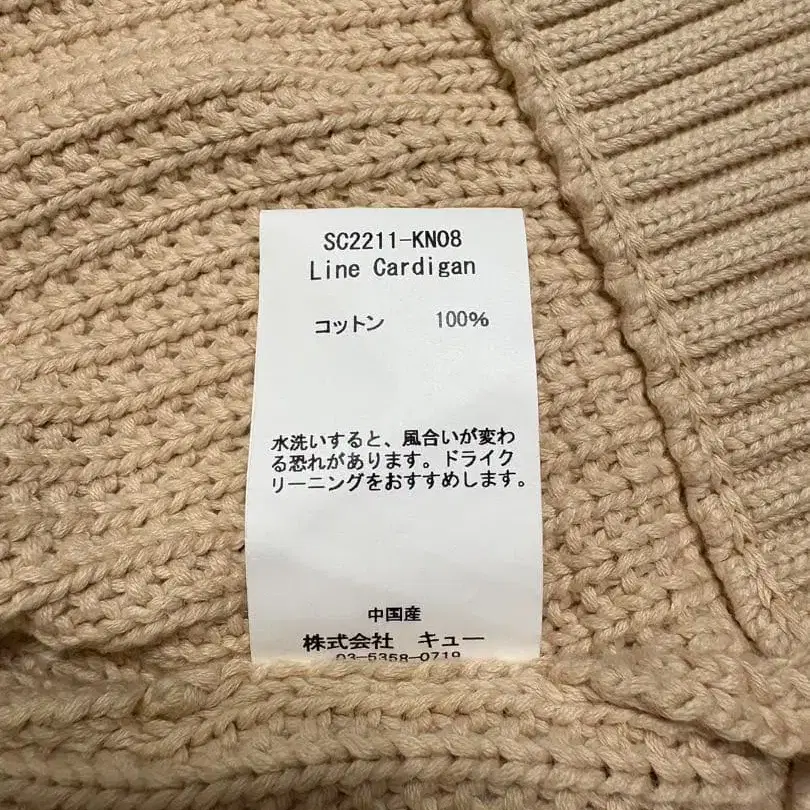 SC2211-KN08
Line Cardigan
コットン 100%
水洗いすると、風合いが変わ
る恐れがあります。ドライク
リーニングをおすすめします。
中国産
株式会社 キュー
03-5358-0719